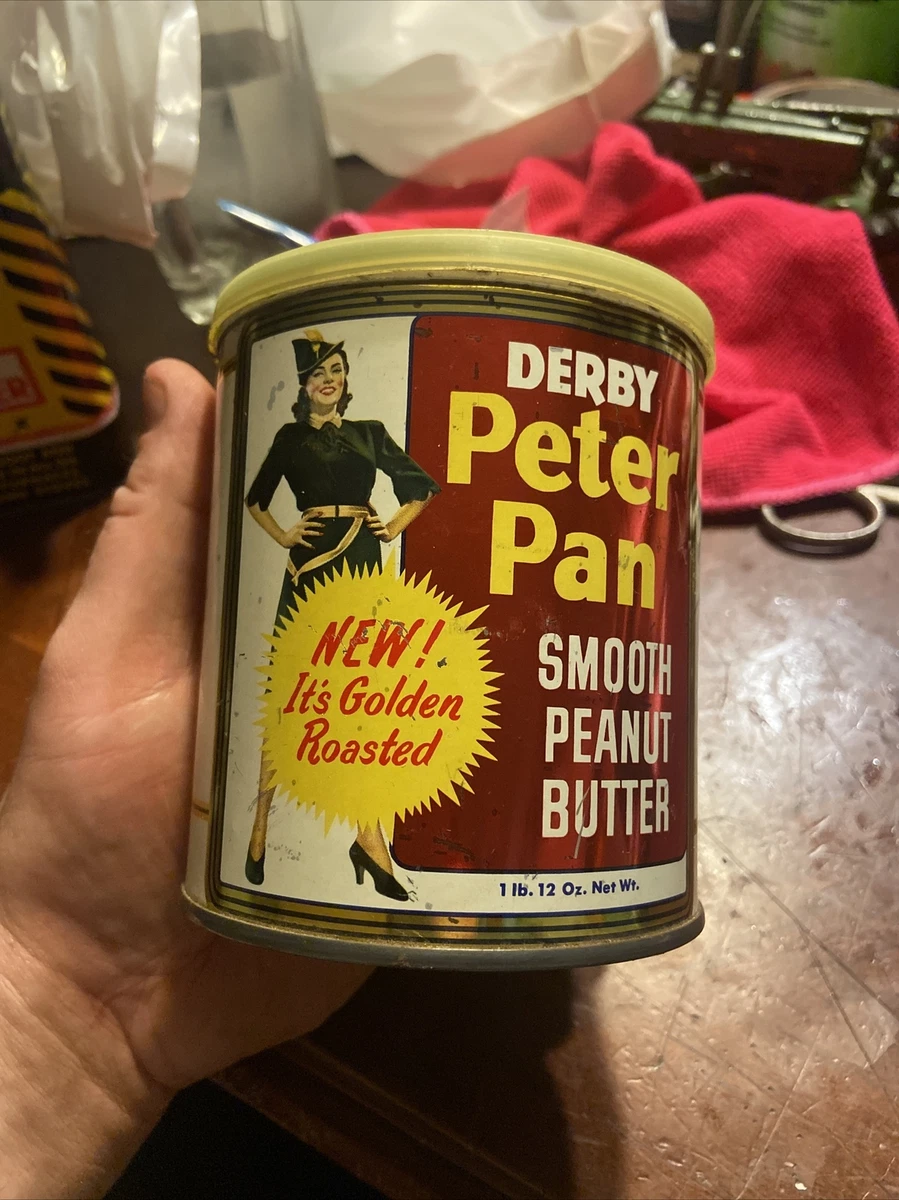 DERBY
Peter
Pan
SMOOTH
PEANUT
BUTTER
NEW!
It's Golden
Roasted
1 lb. 12 Oz. Net Wt.